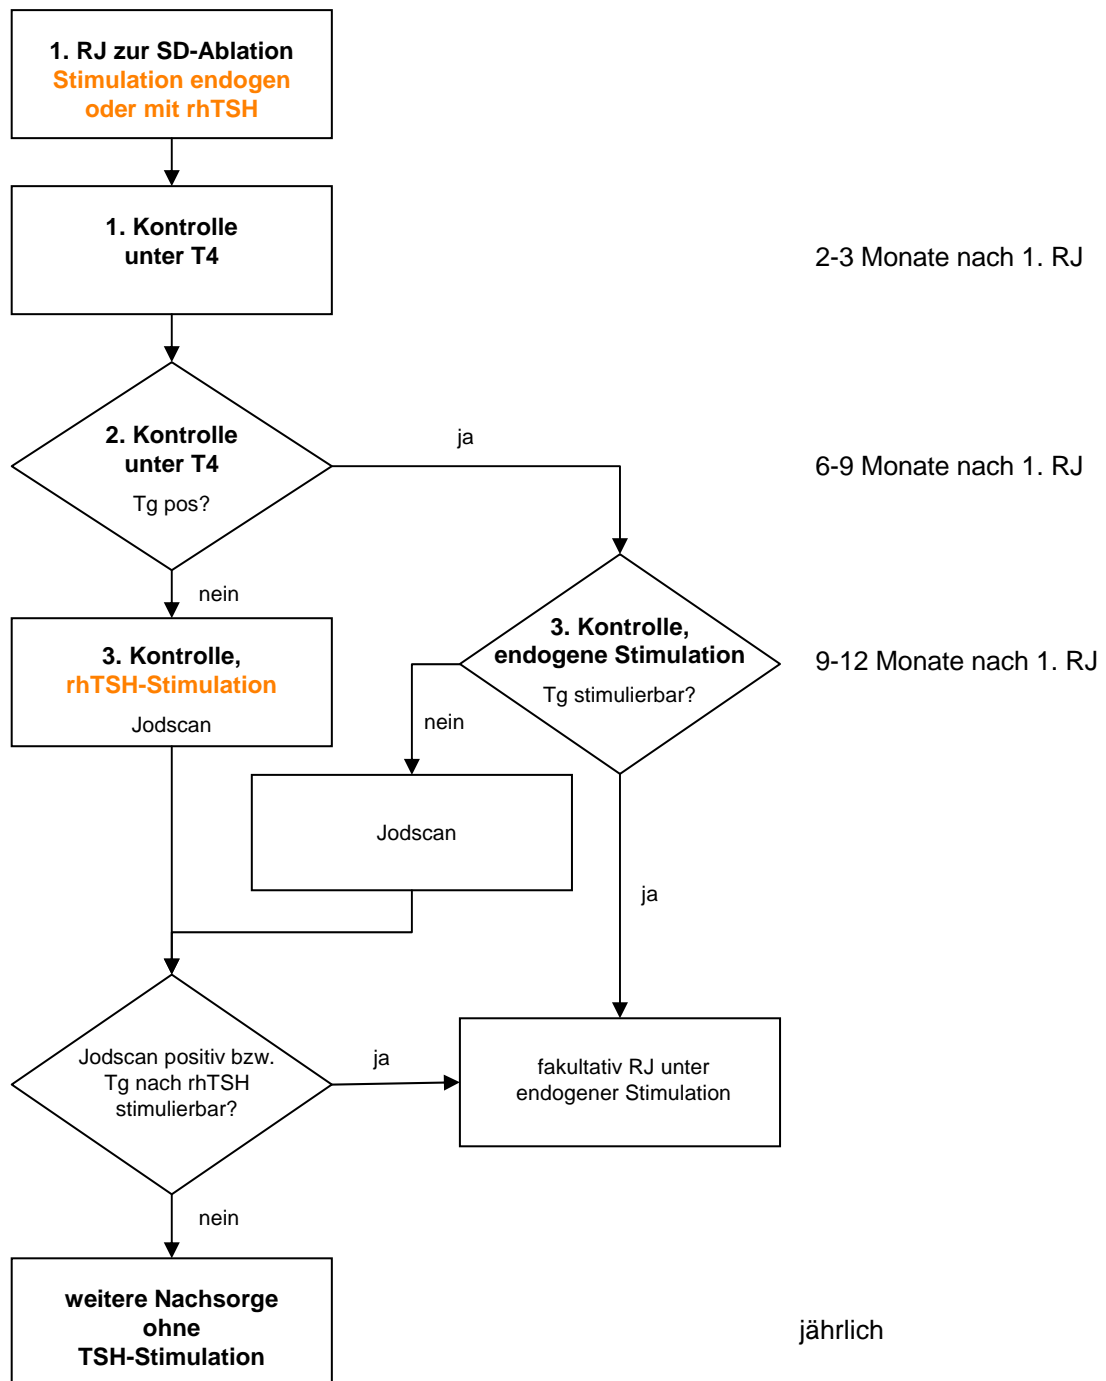 1. RJ zur SD-Ablation
Stimulation endogen
oder mit rhTSH
1. Kontrolle
unter T4
2-3 Monate nach 1. RJ
2. Kontrolle
unter T4
Tg pos?
ja
6-9 Monate nach 1. RJ
nein
3. Kontrolle,
rhTSH-Stimulation
Jodscan
3. Kontrolle,
endogene Stimulation
Tg stimulierbar?
9-12 Monate nach 1. RJ
nein
Jodscan
ja
Jodscan positiv bzw.
Tg nach rhTSH
stimulierbar?
ja
fakultativ RJ unter
endogener Stimulation
nein
weitere Nachsorge
ohne
TSH-Stimulation
jährlich